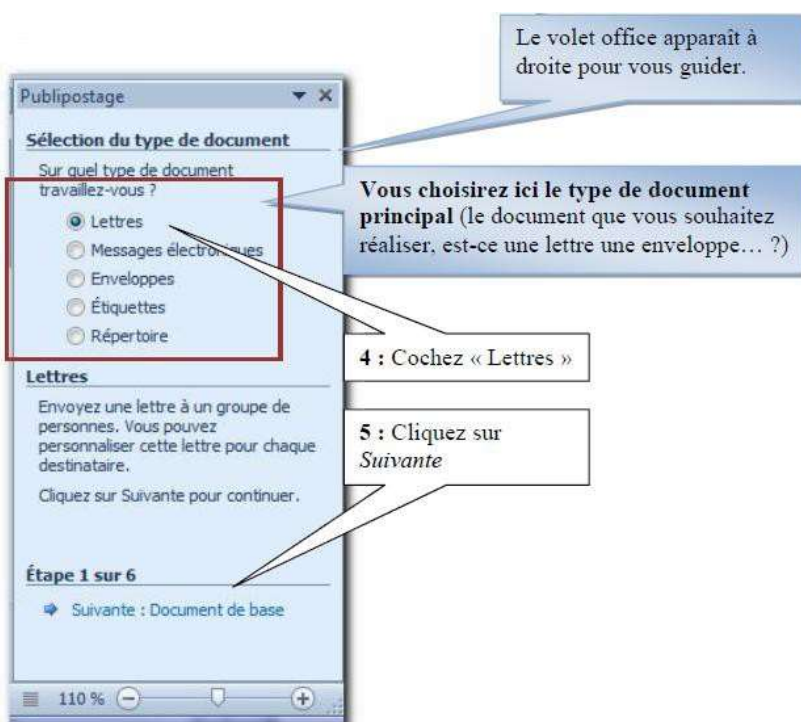 Le volet office apparaît à
droite pour vous guider.
Publipostage
Sélection du type de document
Sur quel type de document
travaillez-vous ?
Lettres
Messages électroniques
Enveloppes
Étiquettes
Répertoire
Vous choisirez ici le type de document
principal (le document que vous souhaitez
réaliser, est-ce une lettre une enveloppe… ?)
4 : Cochez « Lettres »
Lettres
Envoyez une lettre à un groupe de
personnes. Vous pouvez
personnaliser cette lettre pour chaque
destinataire.
Cliquez sur Suivante pour continuer.
5 : Cliquez sur
Suivante
Étape 1 sur 6
Suivante : Document de base
110 %